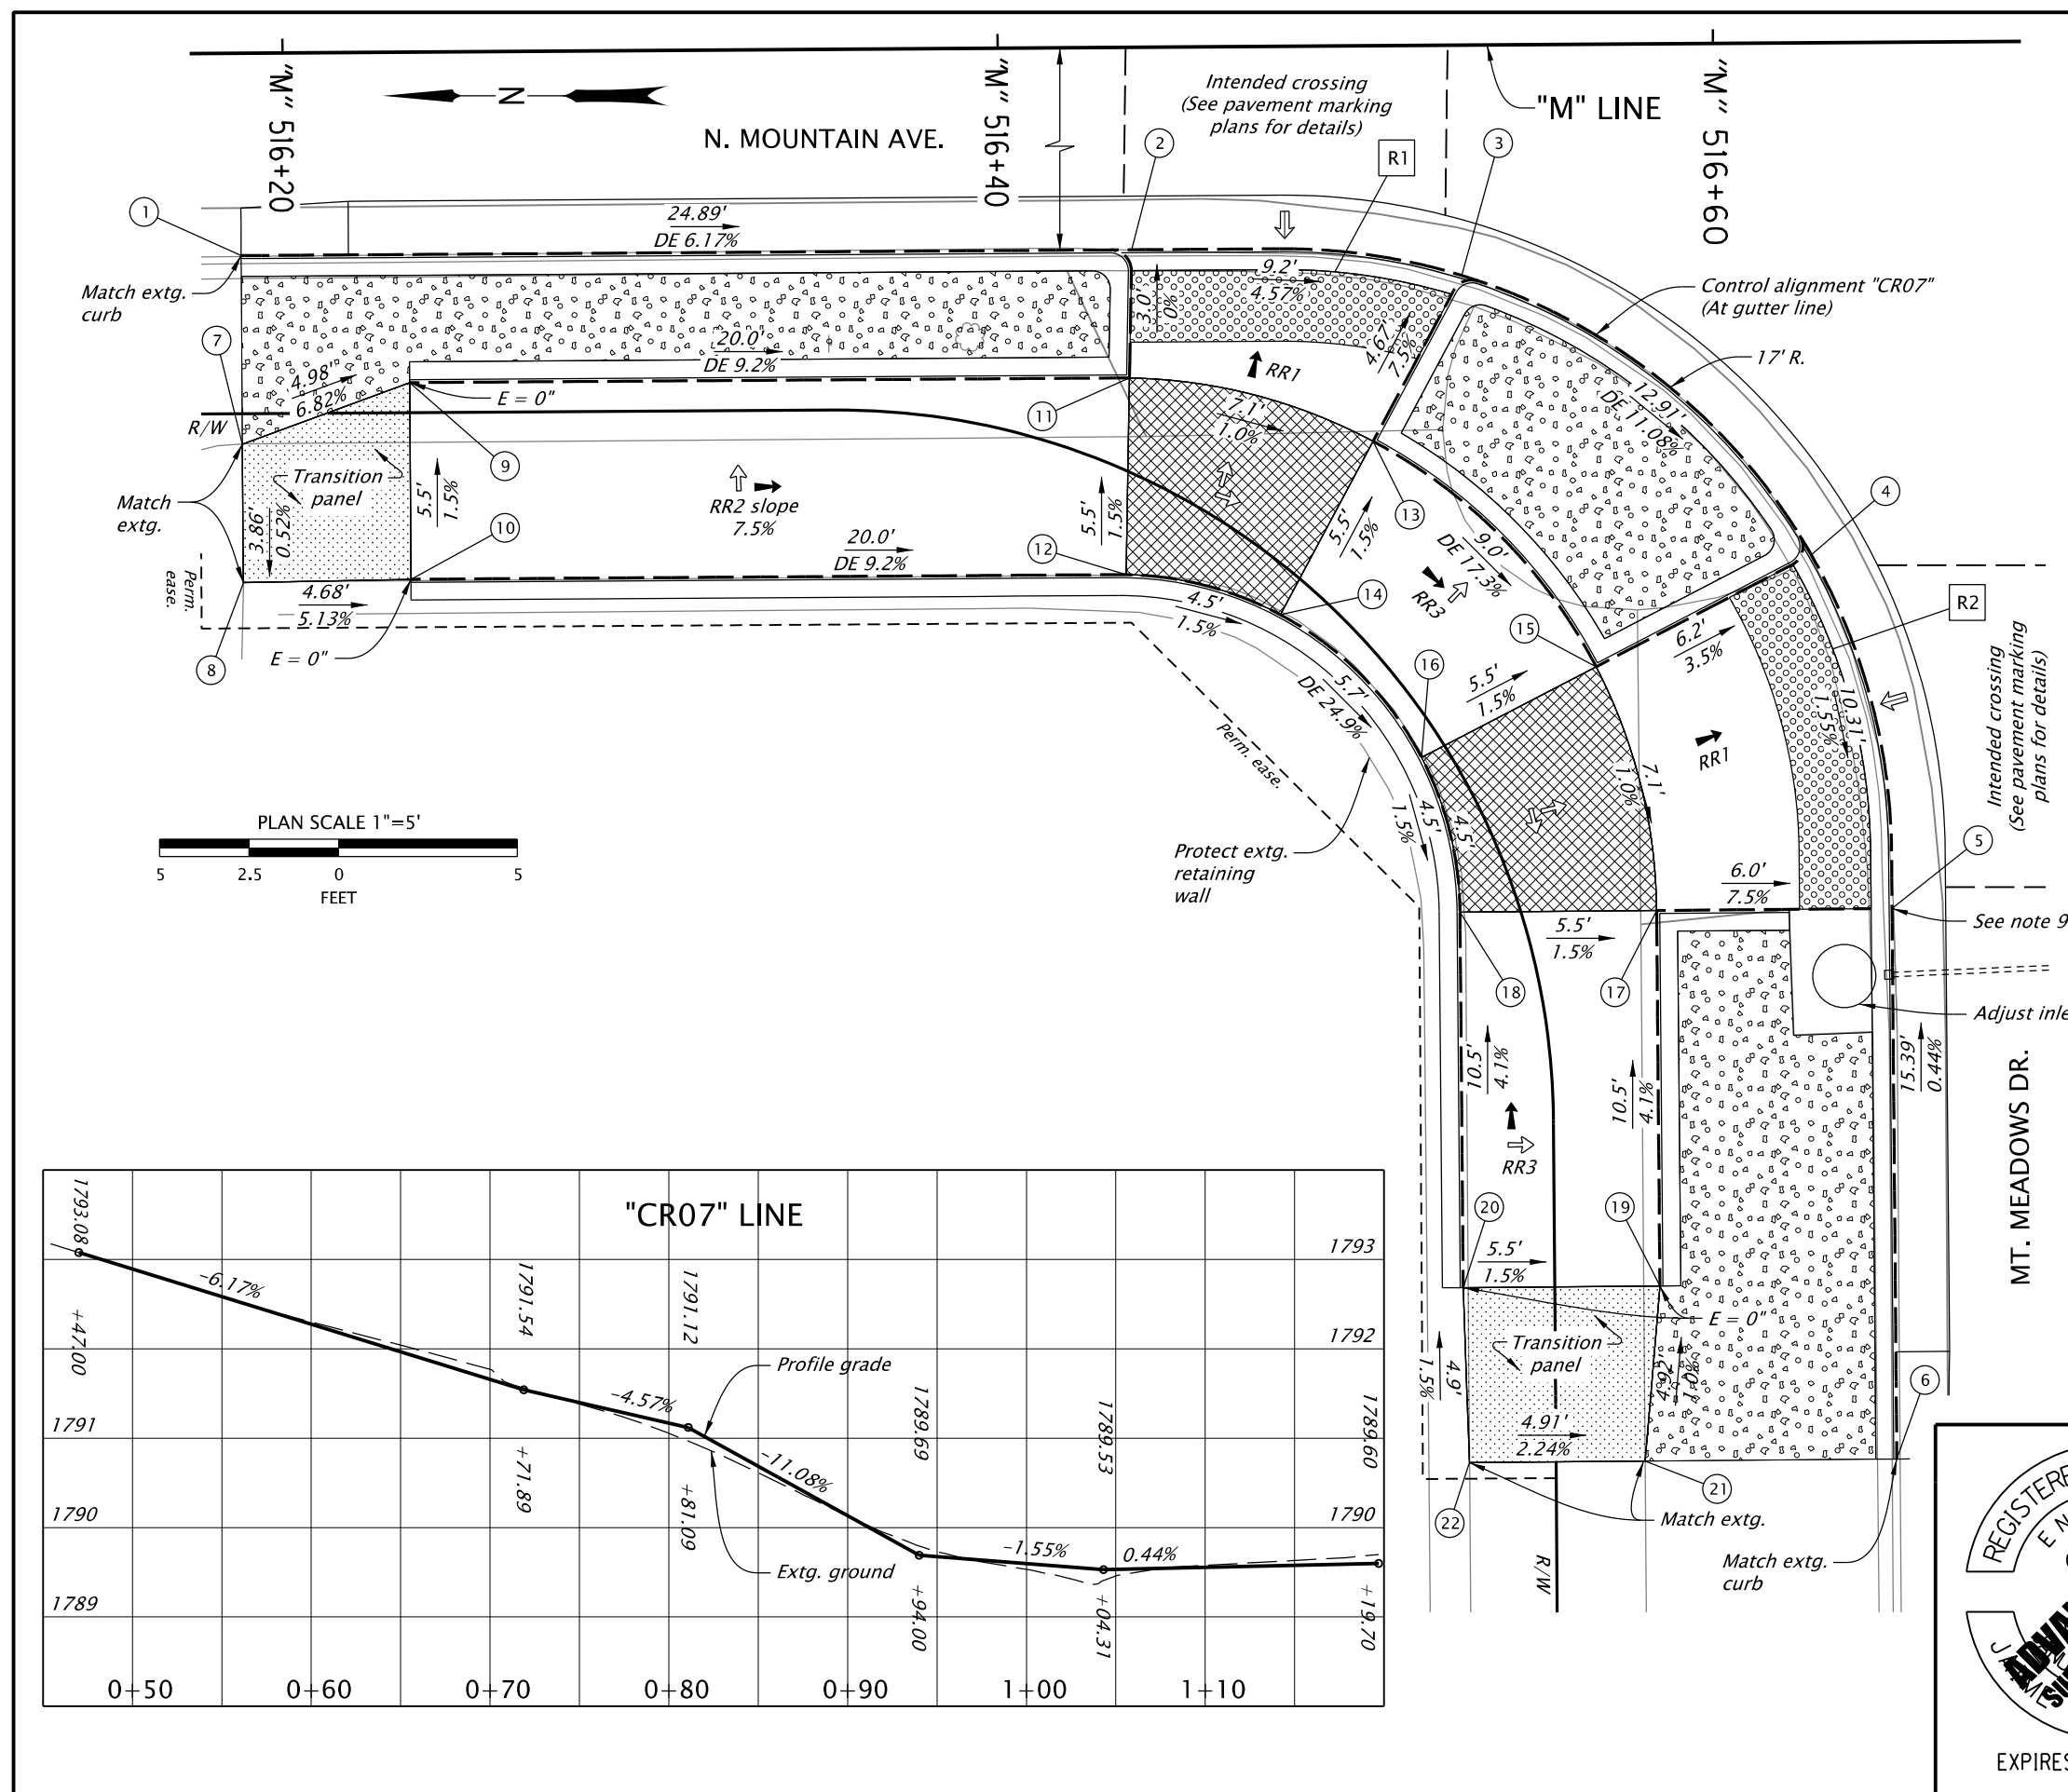 "M" 516+20
"M" 516+40
"M" 516+60
N
N. MOUNTAIN AVE.
Intended crossing
(See pavement marking
plans for details)
"M" LINE
R1
1
2
3
24.89'
DE 6.17%
Match extg.
curb
7
9.2'
4.57%
3.0'
0%
4.67'
7.5%
Control alignment "CR07"
(At gutter line)
17' R.
12.91'
DE 11.08%
20.0'
DE 9.2%
4.98'
6.82%
E = 0"
RR1
R/W
11
7.1'
1.0%
9
Transition
panel
Match
extg.
3.86'
0.52%
5.5'
1.5%
RR2 slope
7.5%
5.5'
1.5%
5.5'
1.5%
13
9.0'
DE 17.3%
RR3
4
10
20.0'
DE 9.2%
12
Perm.
ease.
4.68'
5.13%
8
E = 0"
4.5'
1.5%
14
15
R2
6.2'
3.5%
16
5.5'
1.5%
5.7'
DE 24.9%
Perm. ease.
10.31'
1.55%
RR1
Intended crossing
(See pavement marking
plans for details)
7.1'
1.0%
4.5'
1.5%
4.5'
PLAN SCALE 1"=5'
5
2.5
0
5
FEET
Protect extg.
retaining
wall
5
6.0'
7.5%
See note 9
5.5'
1.5%
18
17
Adjust inle
10.5'
4.1%
10.5'
4.1%
15.39'
0.44%
MT. MEADOWS DR.
RR3
20
19
5.5'
1.5%
E = 0"
Transition
panel
4.9'
1.5%
4.92'
1.0%
6
4.91'
2.24%
21
22
Match extg.
Match extg.
curb
R/W
"CR07" LINE
1793.08
+47.00
-6.17%
1791.54
+71.89
-4.57%
1791.12
+81.09
Profile grade
-11.08%
1789.69
+94.00
-1.55%
1789.53
+04.31
0.44%
1789.60
+19.70
Extg. ground
1793
1792
1791
1790
1790
1789
0+50
0+60
0+70
0+80
0+90
1+00
1+10
EXPIRES